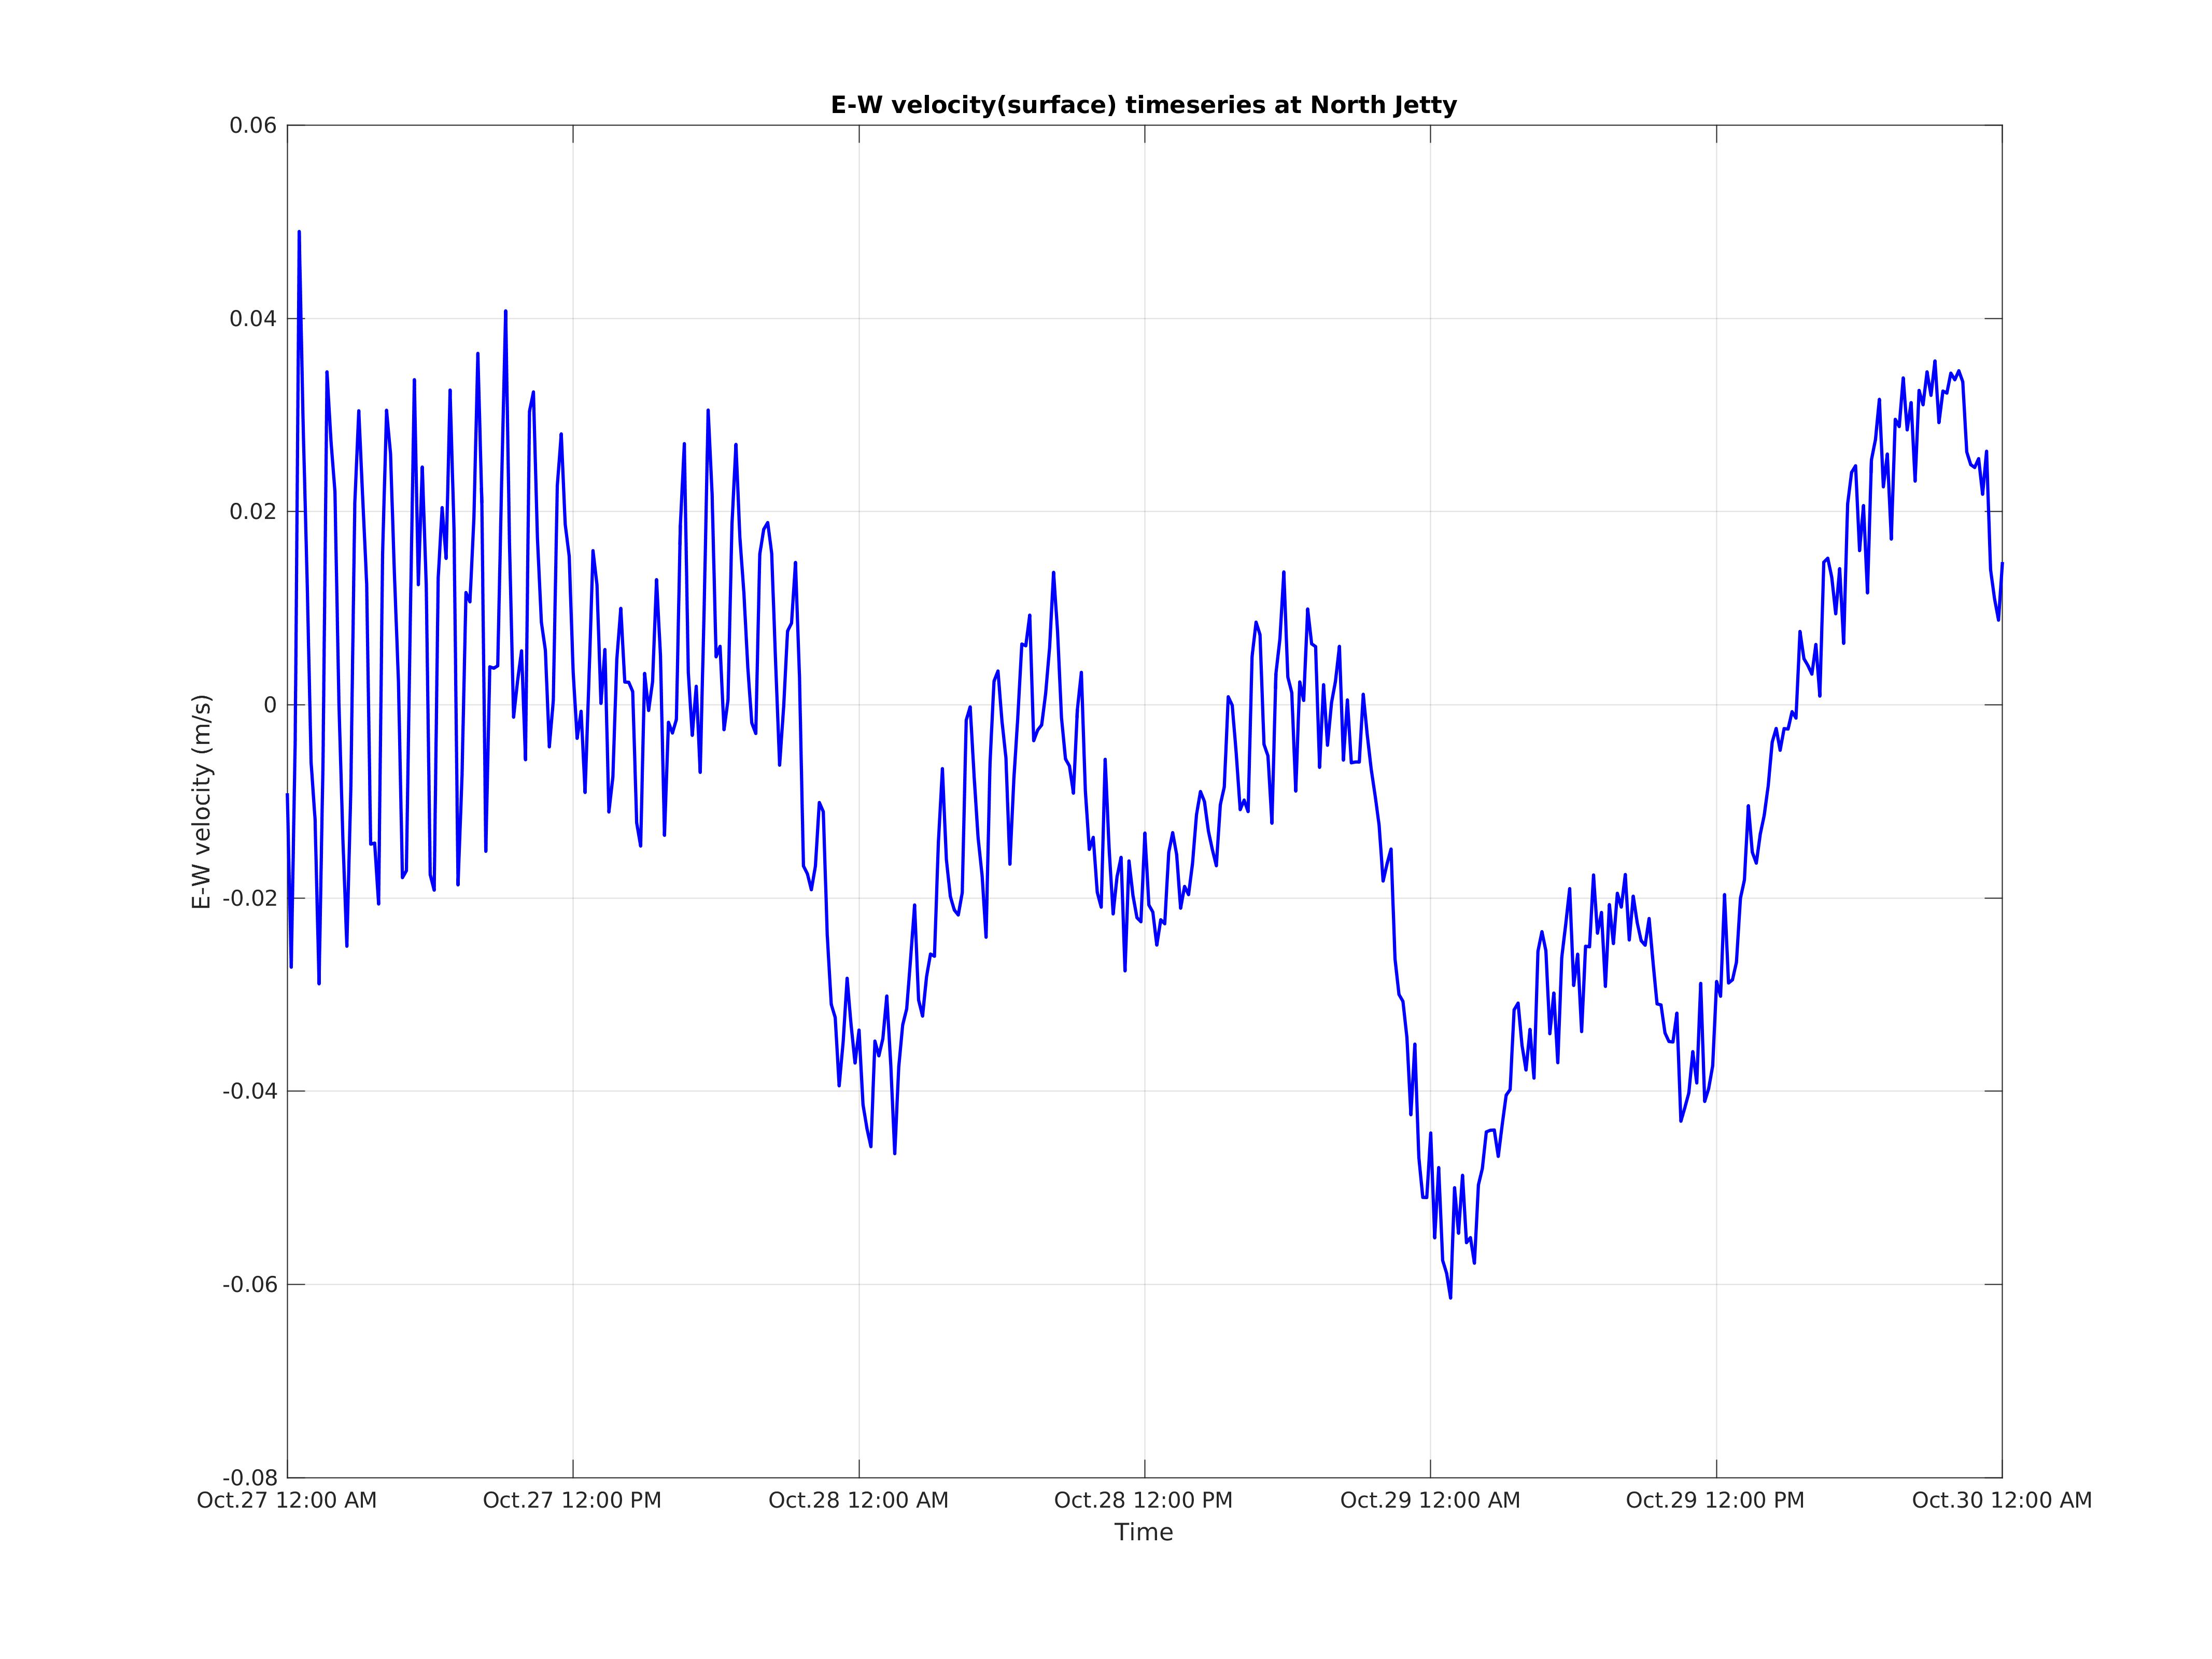 E-W velocity(surface) timeseries at North Jetty
0.06
0.04
0.02
0
-0.02
-0.04
-0.06
-0.08
E-W velocity (m/s)
Oct.27 12:00 AM
Oct.27 12:00 PM
Oct.28 12:00 AM
Oct.28 12:00 PM
Oct.29 12:00 AM
Oct.29 12:00 PM
Oct.30 12:00 AM
Time